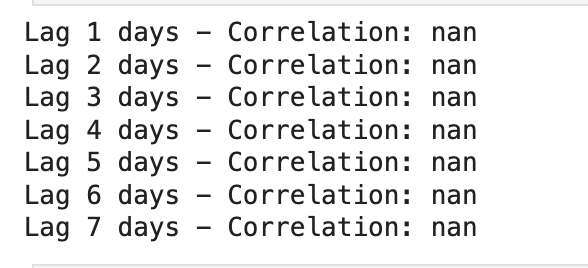 Lag 1 days – Correlation: nan
Lag 2 days – Correlation: nan
Lag 3 days – Correlation: nan
Lag 4 days – Correlation: nan
Lag 5 days – Correlation: nan
Lag 6 days – Correlation: nan
Lag 7 days – Correlation: nan